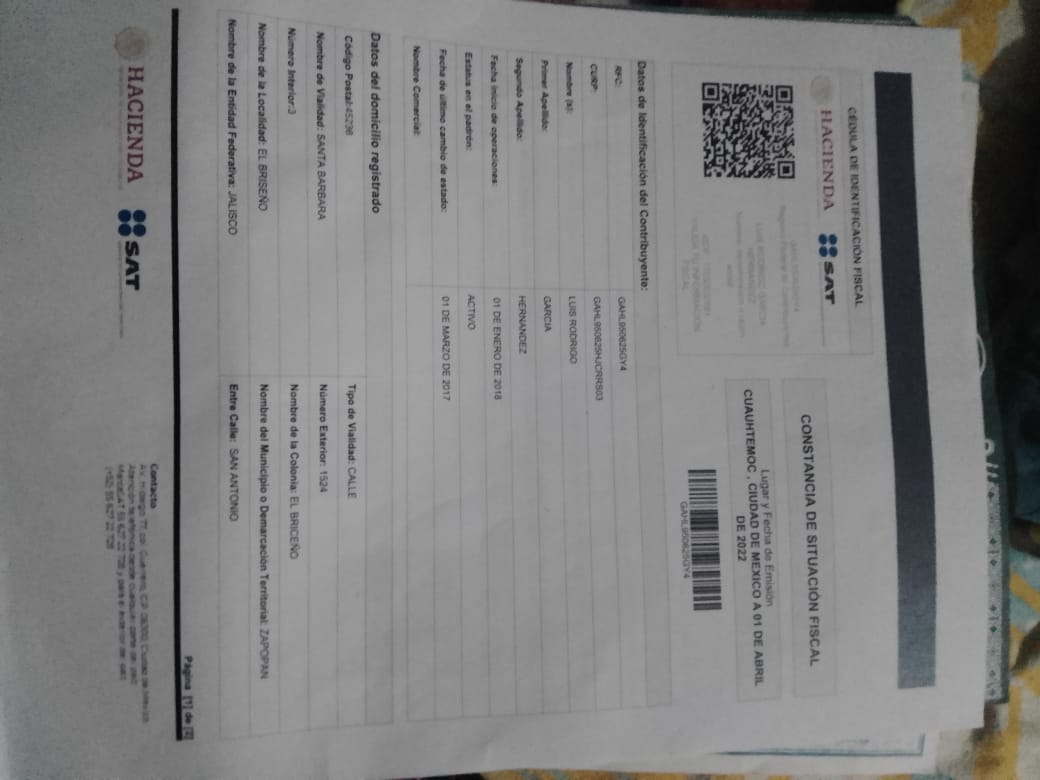 CÉDULA DE IDENTIFICACIÓN FISCAL
HACIENDA SAT
GAHL950625GY4
Registro Federal de Contribuyentes
LUIS RODRIGO GARCIA
HERNANDEZ
Nombre, denominación o razón
social
VALIDA TU INFORMACIÓN
FISCAL
CONSTANCIA DE SITUACIÓN FISCAL
Lugar y Fecha de Emisión
CUAUHTEMOC , CIUDAD DE MEXICO A 01 DE ABRIL
DE 2022
GAHL950625GY4
Datos de Identificación del Contribuyente:
RFC: GAHL950625GY4
CURP: GAHL950625HJCRRS03
Nombre (s): LUIS RODRIGO
Primer Apellido: GARCIA
Segundo Apellido: HERNANDEZ
Fecha inicio de operaciones: 01 DE ENERO DE 2018
Estatus en el padrón: ACTIVO
Fecha de último cambio de estado: 01 DE MARZO DE 2017
Nombre Comercial:
Datos del domicilio registrado
Código Postal:45236 Tipo de Vialidad: CALLE
Nombre de Vialidad: SANTA BARBARA Número Exterior: 1524
Número Interior:3 Nombre de la Colonia: EL BRICEÑO
Nombre de la Localidad: EL BRISEÑO Nombre del Municipio o Demarcación Territorial: ZAPOPAN
Nombre de la Entidad Federativa: JALISCO Entre Calle: SAN ANTONIO
Página [1] de [2]
HACIENDA SAT
Contacto
Av. Hidalgo 77, col. Guerrero, C.P. 06300, Ciudad de México.
Atención telefónica desde cualquier parte del país:
MarcaSAT 55 627 22 728 y para el exterior del país
(+52) 55 627 22 728